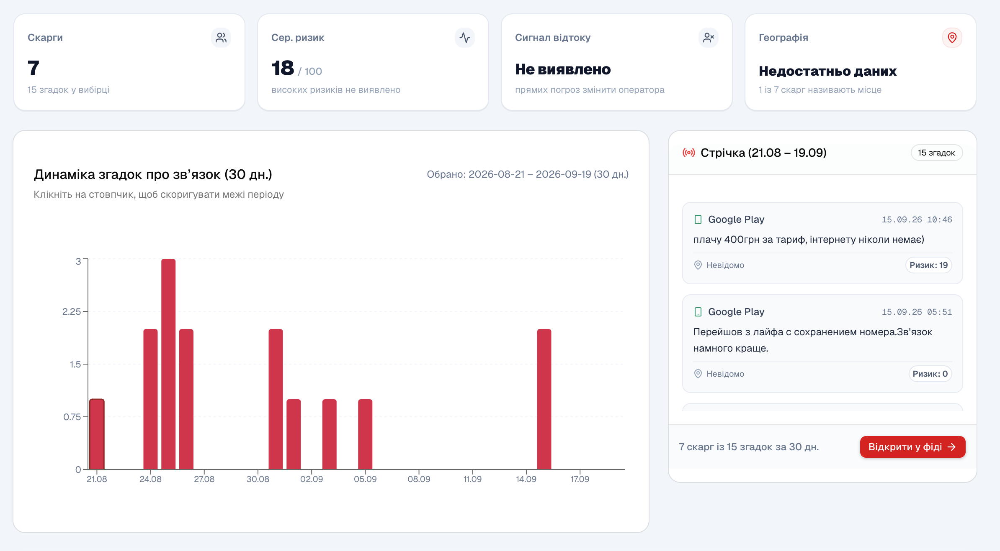 Скарги
7
15 згадок у вибірці
Сер. ризик
18 / 100
високих ризиків не виявлено
Сигнал відтоку
Не виявлено
прямих погроз змінити оператора
Географія
Недостатньо даних
1 із 7 скарг називають місце
Динаміка згадок про зв’язок (30 дн.)
Обрано: 2026-08-21 – 2026-09-19 (30 дн.)
Клікніть на стовпчик, щоб скоригувати межі періоду
3
2.25
1.5
0.75
0
21.08 24.08 27.08 30.08 02.09 05.09 08.09 11.09 14.09 17.09
Стрічка (21.08 – 19.09)
15 згадок
Google Play 15.09.26 10:46
плачу 400грн за тариф, інтернету ніколи немає)
Невідомо Ризик: 19
Google Play 15.09.26 05:51
Перейшов з лайфа с сохранением номера.Зв'язок
намного краще.
Невідомо Ризик: 0
7 скарг із 15 згадок за 30 дн.
Відкрити у фіді →